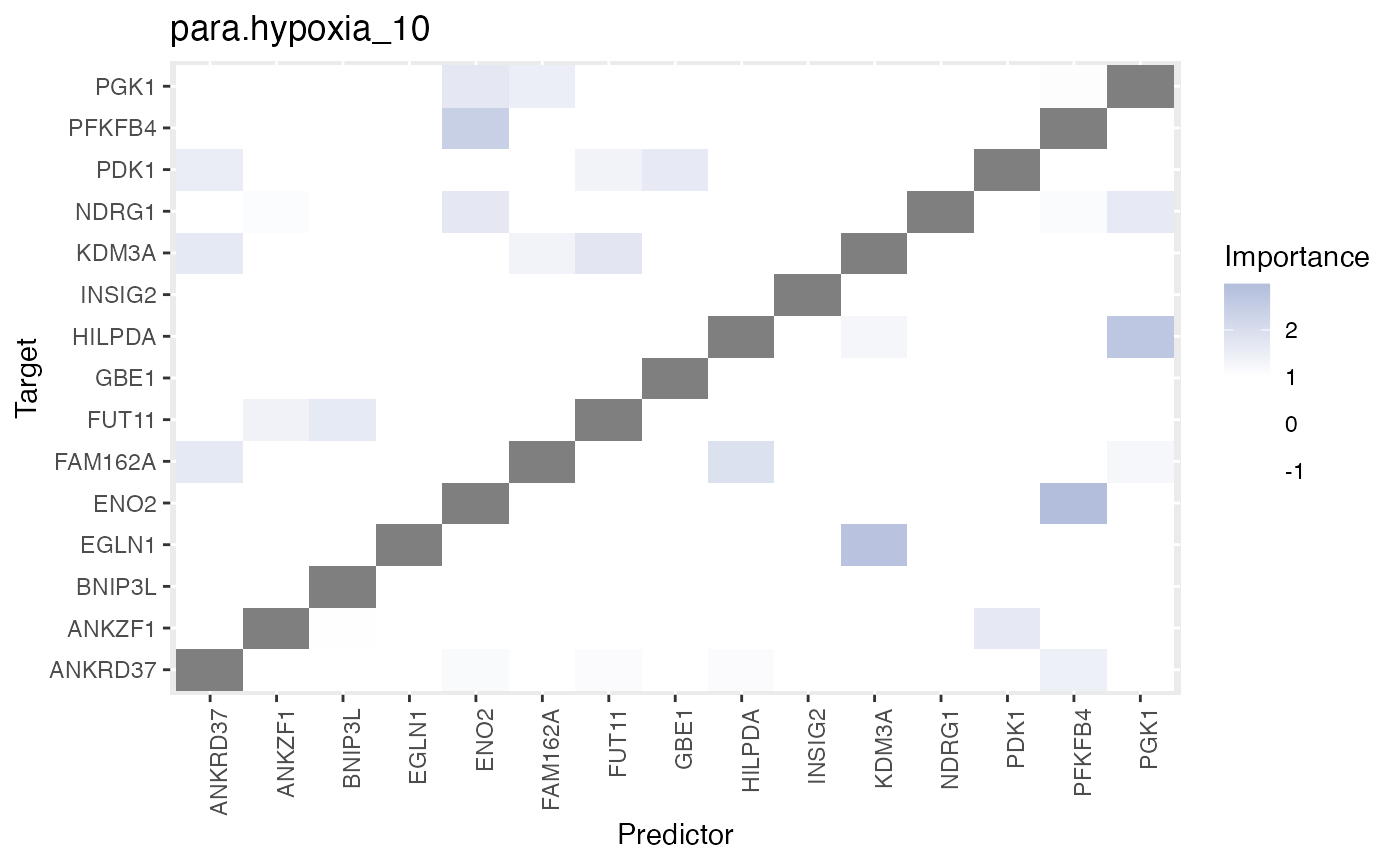 para.hypoxia_10
Target
PGK1
PFKFB4
PDK1
NDRG1
KDM3A
INSIG2
HILPDA
GBE1
FUT11
FAM162A
ENO2
EGLN1
BNIP3L
ANKZF1
ANKRD37
ANKRD37
ANKZF1
BNIP3L
EGLN1
ENO2
FAM162A
FUT11
GBE1
HILPDA
INSIG2
KDM3A
NDRG1
PDK1
PFKFB4
PGK1
Predictor
Importance
2
1
0
-1